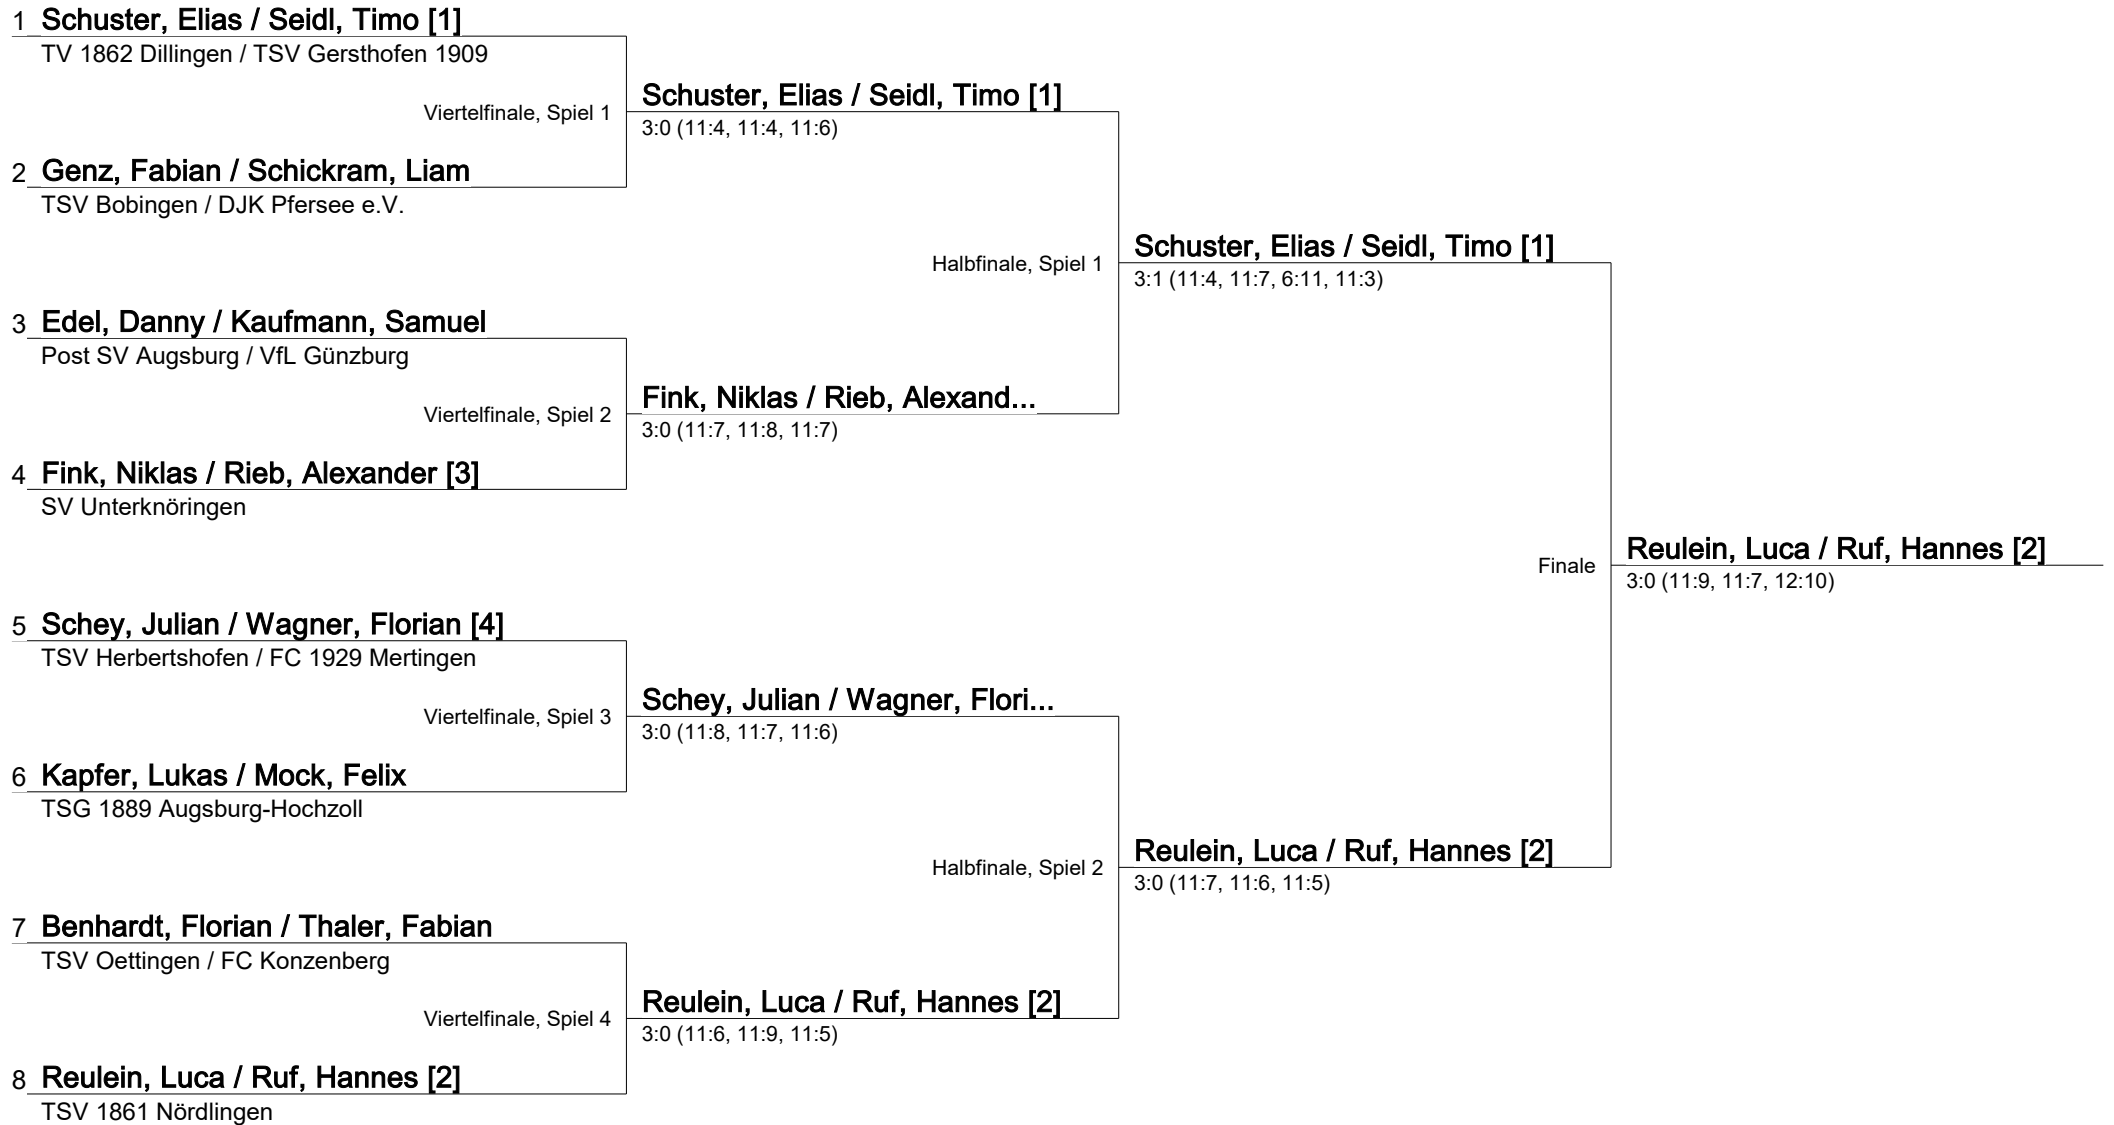 1 Schuster, Elias / Seidl, Timo [1]
TV 1862 Dillingen / TSV Gersthofen 1909
Viertelfinale, Spiel 1
Schuster, Elias / Seidl, Timo [1]
3:0 (11:4, 11:4, 11:6)
2 Genz, Fabian / Schickram, Liam
TSV Bobingen / DJK Pfersee e.V.
Halbfinale, Spiel 1
Schuster, Elias / Seidl, Timo [1]
3:1 (11:4, 11:7, 6:11, 11:3)
3 Edel, Danny / Kaufmann, Samuel
Post SV Augsburg / VfL Günzburg
Viertelfinale, Spiel 2
Fink, Niklas / Rieb, Alexand...
3:0 (11:7, 11:8, 11:7)
4 Fink, Niklas / Rieb, Alexander [3]
SV Unterknöringen
Finale
Reulein, Luca / Ruf, Hannes [2]
3:0 (11:9, 11:7, 12:10)
5 Schey, Julian / Wagner, Florian [4]
TSV Herbertshofen / FC 1929 Mertingen
Viertelfinale, Spiel 3
Schey, Julian / Wagner, Flori...
3:0 (11:8, 11:7, 11:6)
6 Kapfer, Lukas / Mock, Felix
TSG 1889 Augsburg-Hochzoll
Halbfinale, Spiel 2
Reulein, Luca / Ruf, Hannes [2]
3:0 (11:7, 11:6, 11:5)
7 Benhardt, Florian / Thaler, Fabian
TSV Oettingen / FC Konzenberg
Viertelfinale, Spiel 4
Reulein, Luca / Ruf, Hannes [2]
3:0 (11:6, 11:9, 11:5)
8 Reulein, Luca / Ruf, Hannes [2]
TSV 1861 Nördlingen